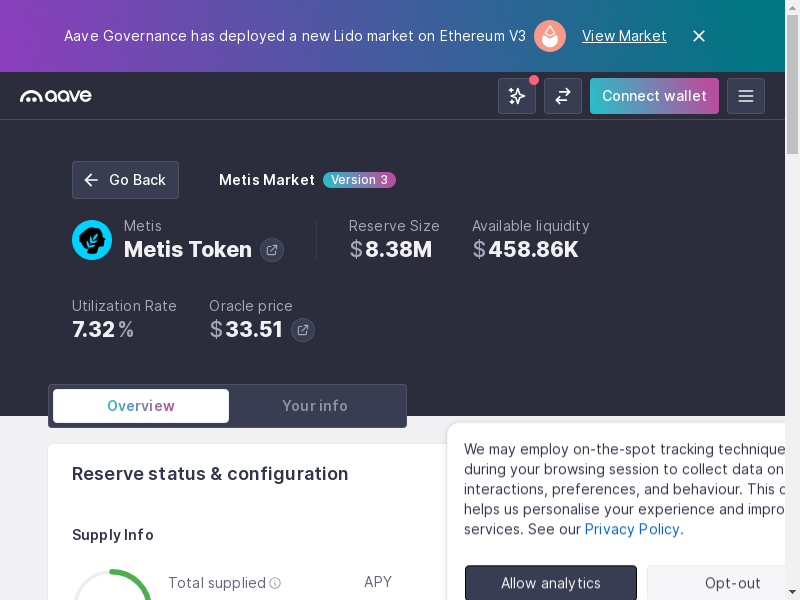 Aave Governance has deployed a new Lido market on Ethereum V3
View Market
aave
Connect wallet
Go Back
Metis Market
Version 3
Metis
Metis Token
Reserve Size
$8.38M
Available liquidity
$458.86K
Utilization Rate
7.32%
Oracle price
$33.51
Overview
Your info
Reserve status & configuration
Supply Info
Total supplied
APY
We may employ on-the-spot tracking technique
during your browsing session to collect data on
interactions, preferences, and behaviour. This
helps us personalise your experience and
services. See our Privacy Policy.
Allow analytics
Opt-out